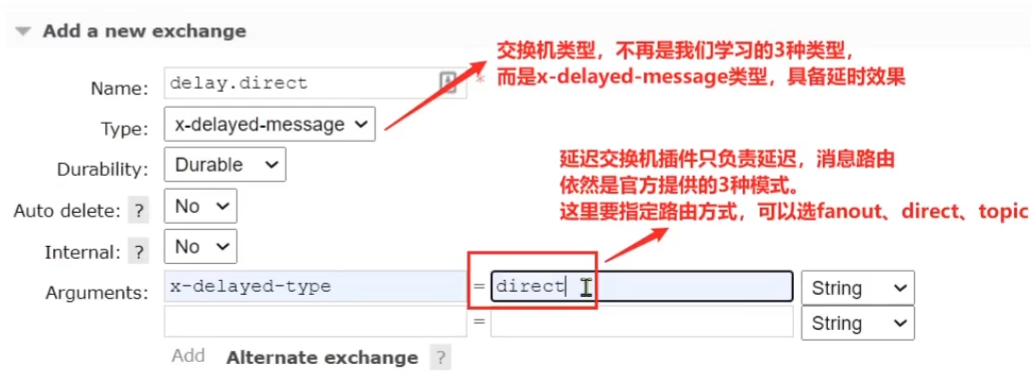 Add a new exchange
交换机类型，不再是我们学习的3种类型，
而是x-delayed-message类型，具备延时效果
Name: delay.direct *
Type: x-delayed-message
Durability: Durable
延迟交换机插件只负责延迟，消息路由
依然是官方提供的3种模式。
这里要指定路由方式，可以选fanout、direct、topic
Auto delete: ? No
Internal: ? No
Arguments: x-delayed-type = direct String
= String
Add Alternate exchange ?